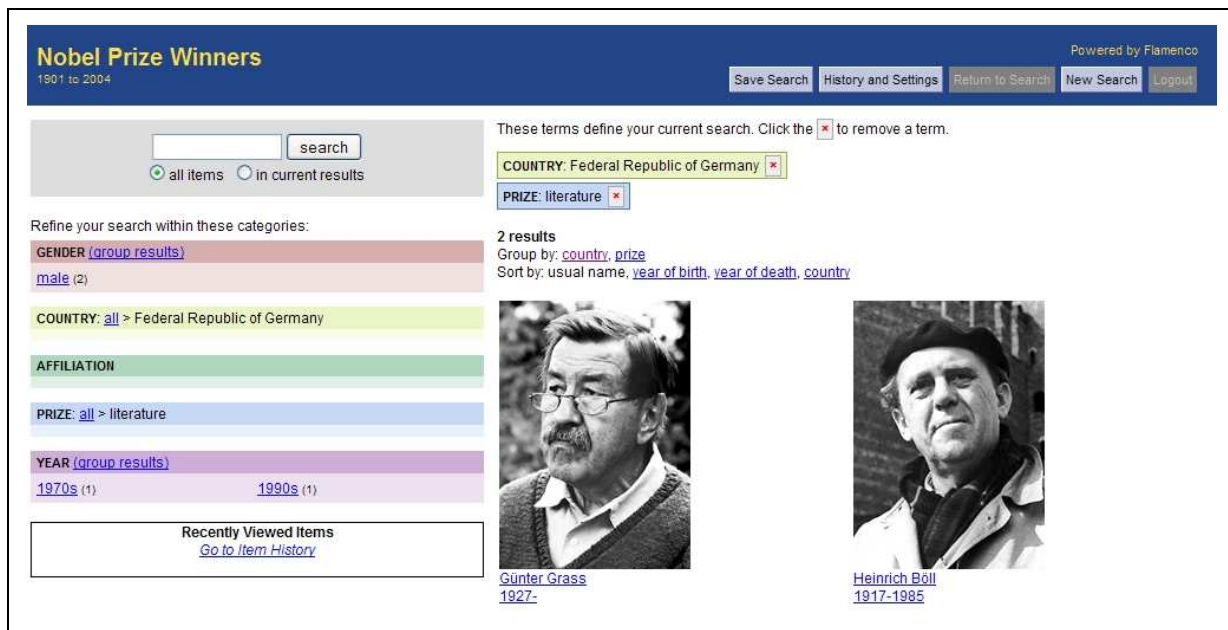 Nobel Prize Winners
1901 to 2004
Powered by Flamenco
Save Search History and Settings Return to Search New Search Logout
search
all items in current results
Refine your search within these categories:
GENDER (group results)
male (2)
COUNTRY: all > Federal Republic of Germany
AFFILIATION
PRIZE: all > literature
YEAR (group results)
1970s (1) 1990s (1)
Recently Viewed Items
Go to Item History
These terms define your current search. Click the × to remove a term.
COUNTRY: Federal Republic of Germany ×
PRIZE: literature ×
2 results
Group by: country, prize
Sort by: usual name, year of birth, year of death, country
Günter Grass
1927-
Heinrich Böll
1917-1985